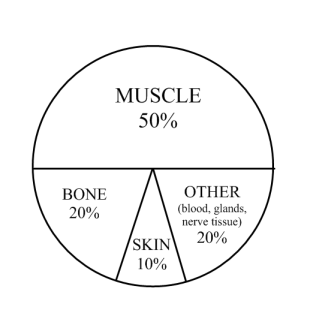 MUSCLE
50%
BONE
20%
OTHER
(blood, glands,
nerve tissue)
20%
SKIN
10%